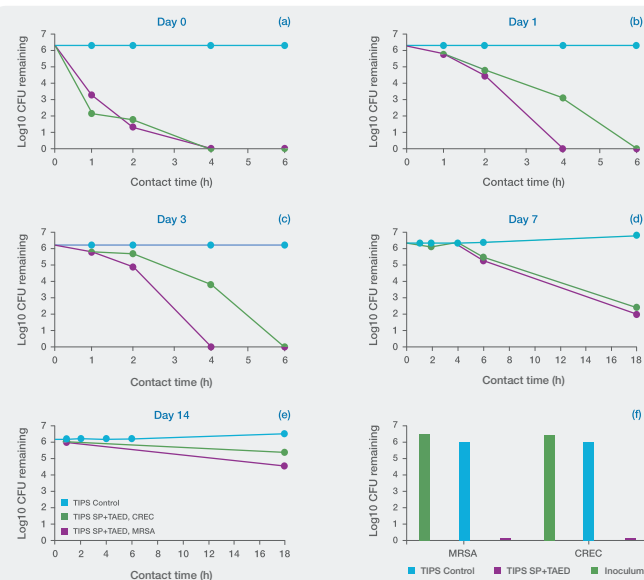 Day 0 (a)
Log10 CFU remaining
7
6
5
4
3
2
1
0
0 1 2 3 4 5 6
Contact time (h)
Day 1 (b)
Log10 CFU remaining
7
6
5
4
3
2
1
0
0 1 2 3 4 5 6
Contact time (h)
Day 3 (c)
Log10 CFU remaining
7
6
5
4
3
2
1
0
0 1 2 3 4 5 6
Contact time (h)
Day 7 (d)
Log10 CFU remaining
7
6
5
4
3
2
1
0
0 2 4 6 8 10 12 14 16 18
Contact time (h)
Day 14 (e)
Log10 CFU remaining
7
6
5
4
3
2
1
0
TIPS Control
TIPS SP+TAED, CREC
TIPS SP+TAED, MRSA
0 2 4 6 8 10 12 14 16 18
Contact time (h)
(f)
Log10 CFU remaining
7
6
5
4
3
2
1
0
MRSA CREC
TIPS Control TIPS SP+TAED Inoculum